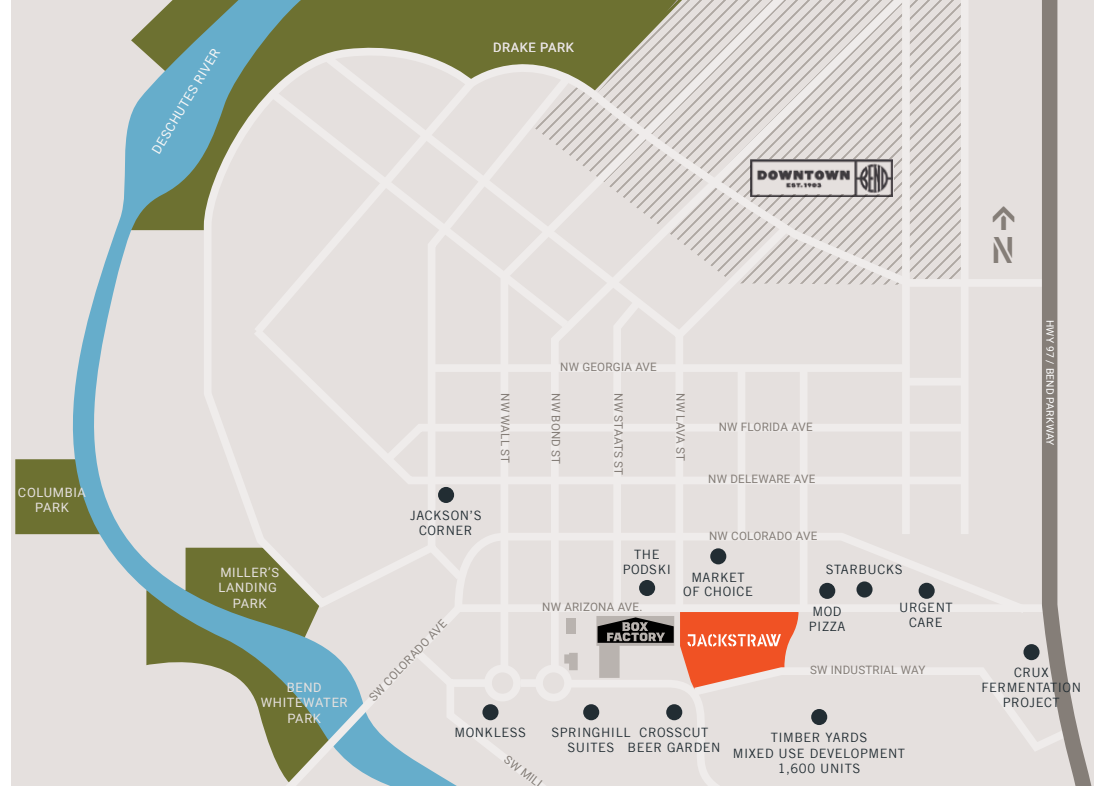 DRAKE PARK
DESCHUTES RIVER
DOWNTOWN
EST. 1903
BEND
N
HWY 97 / BEND PARKWAY
NW GEORGIA AVE
NW WALL ST
NW BOND ST
NW STAATS ST
NW LAVA ST
NW FLORIDA AVE
NW DELEWARE AVE
COLUMBIA
PARK
JACKSON'S
CORNER
NW COLORADO AVE
THE
PODSKI
MARKET
OF CHOICE
STARBUCKS
MOD
PIZZA
URGENT
CARE
MILLER'S
LANDING
PARK
NW ARIZONA AVE.
BOX
FACTORY
JACKSTRAW
SW COLORADO AVE
SW INDUSTRIAL WAY
CRUX
FERMENTATION
PROJECT
BEND
WHITEWATER
PARK
MONKLESS
SPRINGHILL
SUITES
CROSSCUT
BEER GARDEN
TIMBER YARDS
MIXED USE DEVELOPMENT
1,600 UNITS
SW MILL